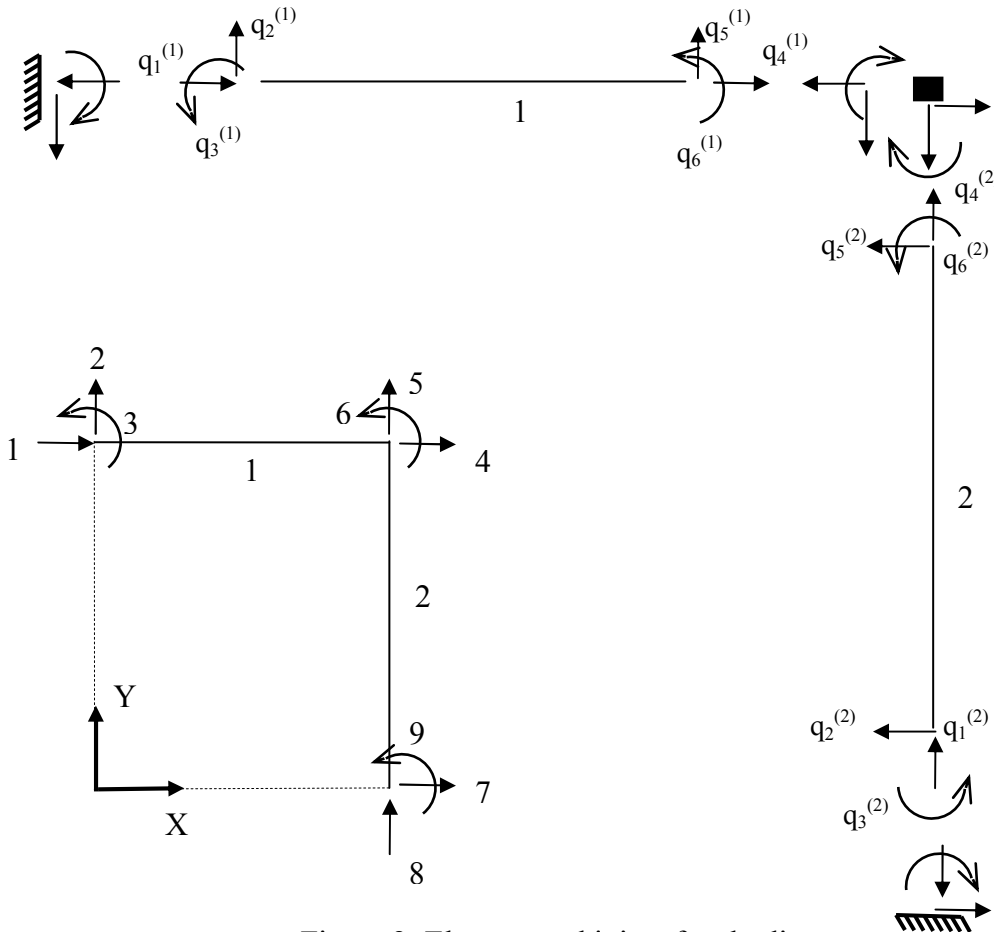 q₂⁽¹⁾
q₅⁽¹⁾
q₁⁽¹⁾
q₄⁽¹⁾
1
q₃⁽¹⁾
q₆⁽¹⁾
q₄⁽²
q₅⁽²⁾
q₆⁽²⁾
2
5
6
3
1
4
1
2
2
Y
q₂⁽²⁾
q₁⁽²⁾
9
7
X
q₃⁽²⁾
8